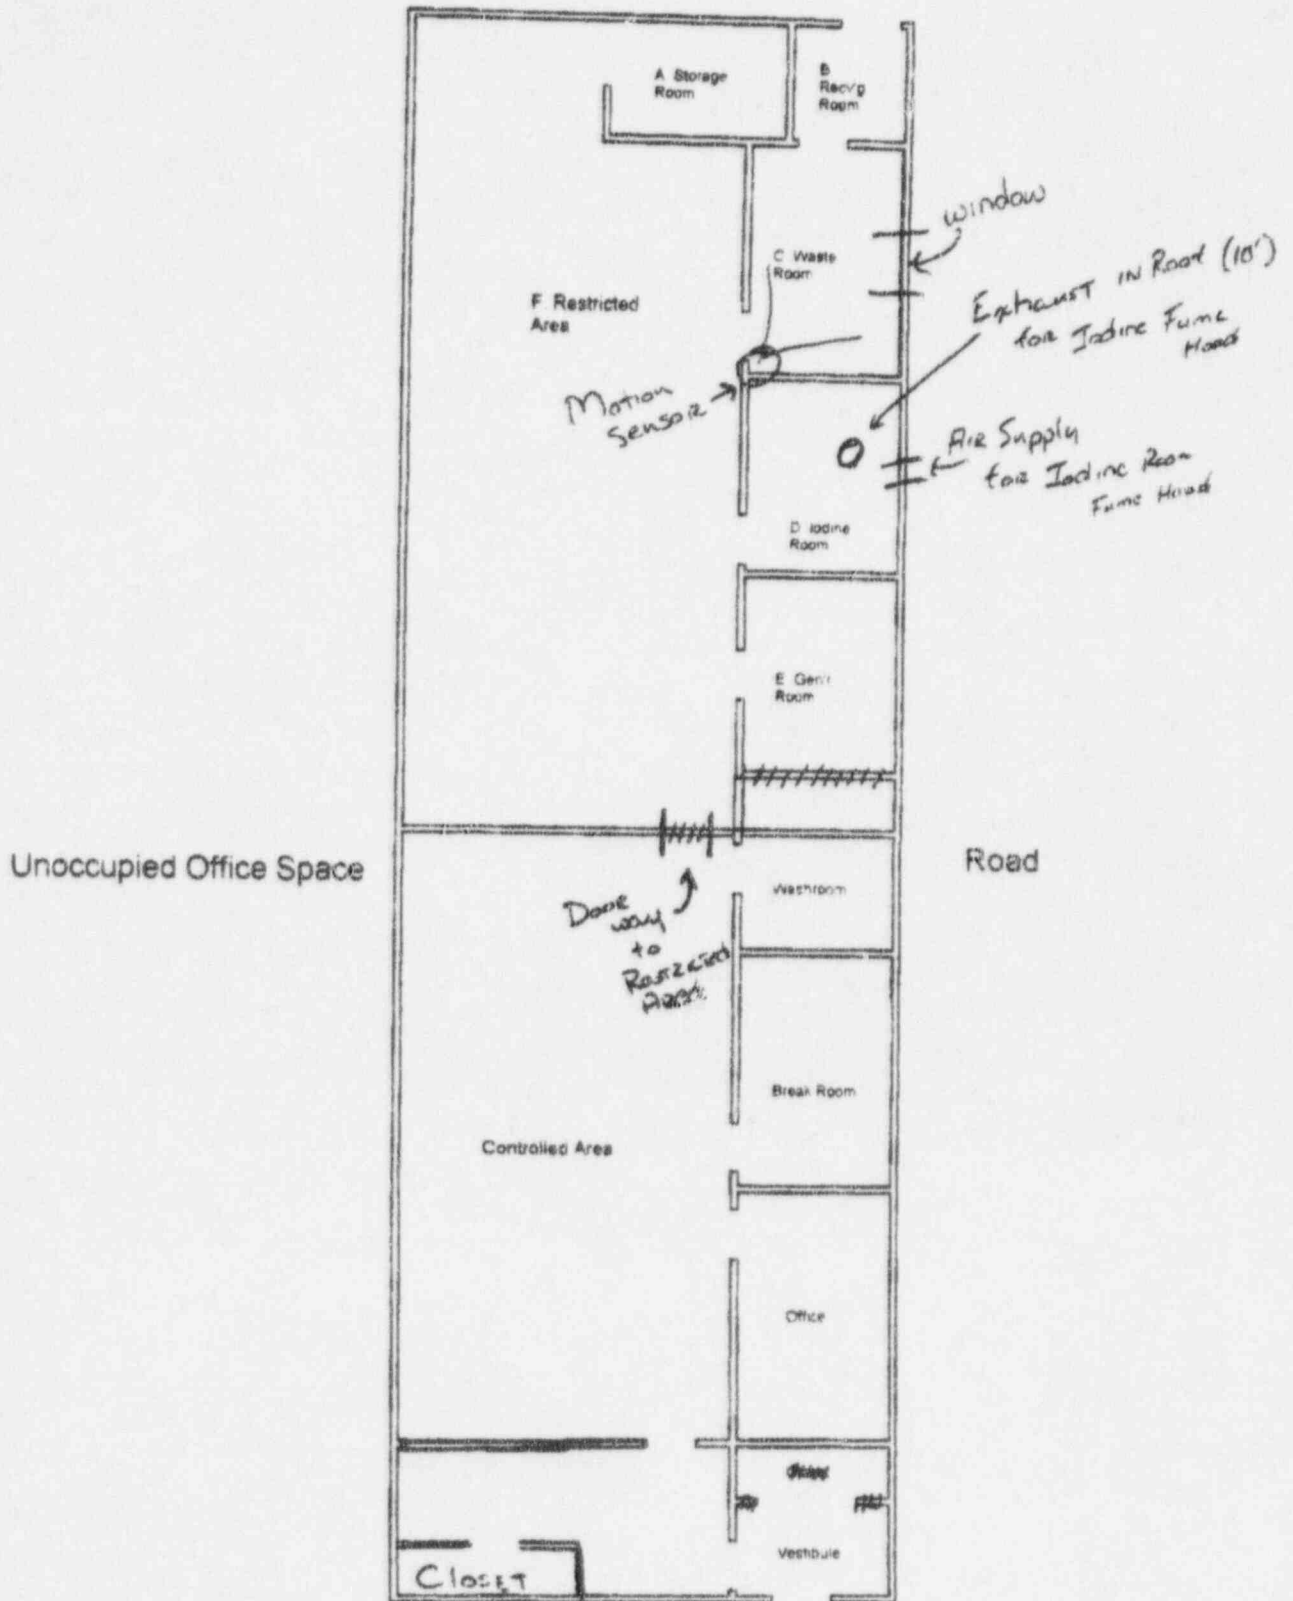 A Storage
Room
B
Recv'g
Room
window
C Waste
Room
Exhaust in Roof (10')
for Iodine Fume
Hood
F Restricted
Area
Motion
Sensor
Air Supply
for Iodine Room
Fume Hood
D Iodine
Room
E Gen'r
Room
Unoccupied Office Space
Road
Washroom
Door
way
to
Restricted
Area
Break Room
Controlled Area
Office
Vestibule
Closet